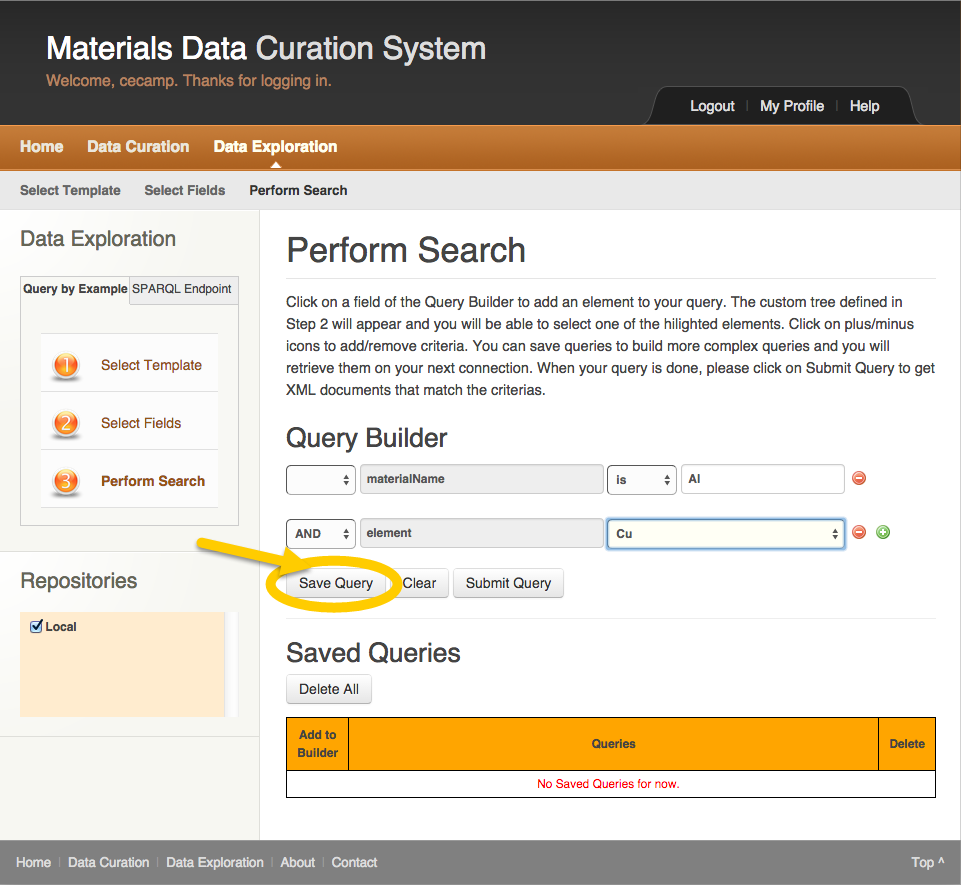 Materials Data Curation System
Welcome, cecamp. Thanks for logging in.
Logout My Profile Help
Home Data Curation Data Exploration
Select Template Select Fields Perform Search
Data Exploration
Query by Example SPARQL Endpoint
1 Select Template
2 Select Fields
3 Perform Search
Repositories
Local
Perform Search
Click on a field of the Query Builder to add an element to your query. The custom tree defined in
Step 2 will appear and you will be able to select one of the hilighted elements. Click on plus/minus
icons to add/remove criteria. You can save queries to build more complex queries and you will
retrieve them on your next connection. When your query is done, please click on Submit Query to get
XML documents that match the criterias.
Query Builder
materialName is Al
AND element Cu
Save Query Clear Submit Query
Saved Queries
Delete All
Add to
Builder
Queries
Delete
No Saved Queries for now.
Home Data Curation Data Exploration About Contact
Top ^